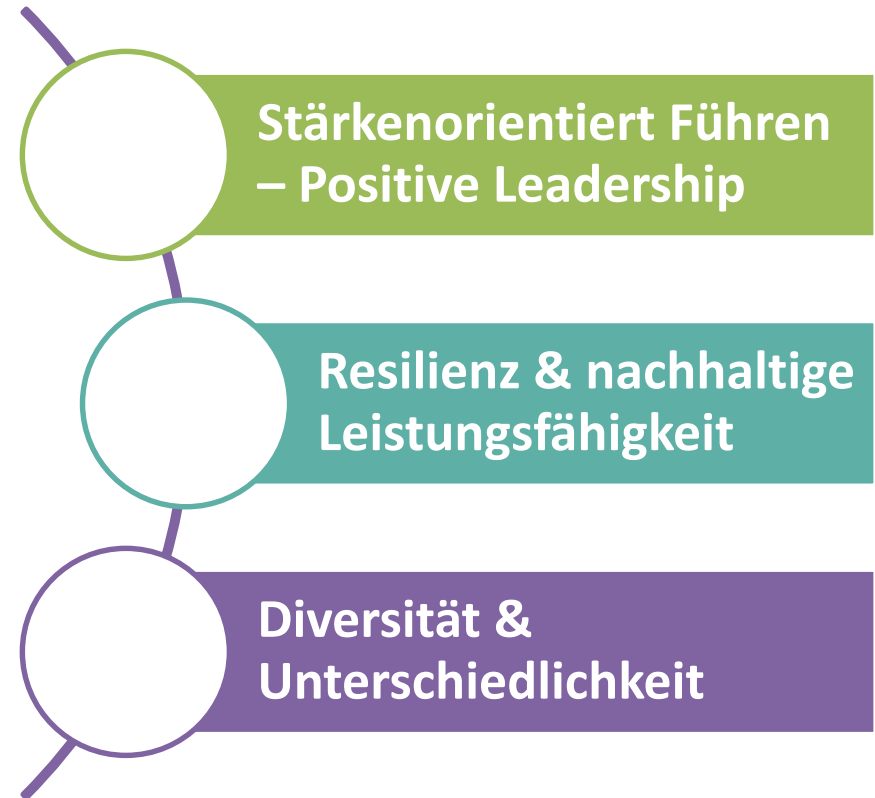 Stärkenorientiert Führen
– Positive Leadership
Resilienz & nachhaltige
Leistungsfähigkeit
Diversität &
Unterschiedlichkeit